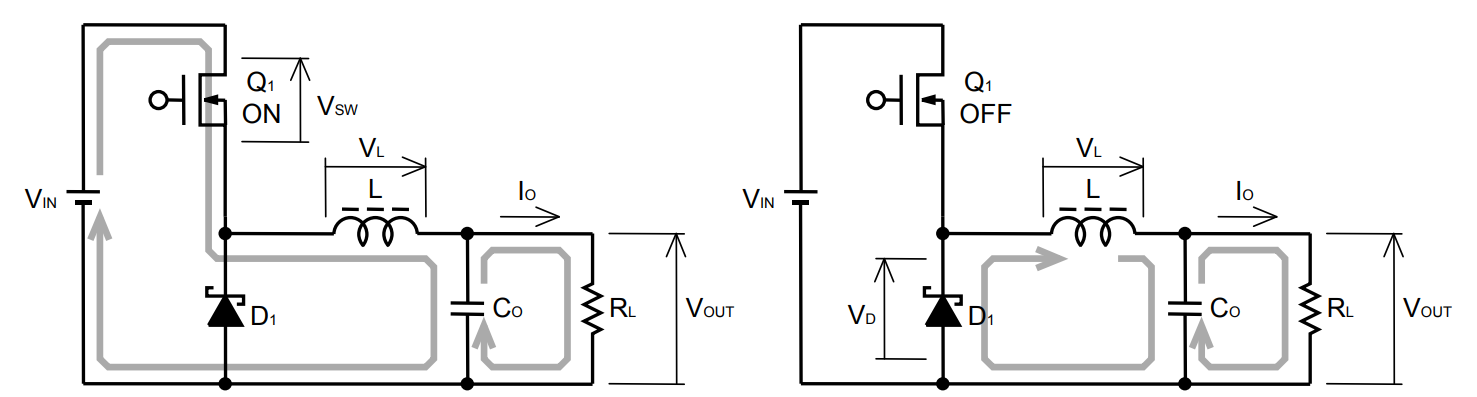 Q1
ON
VSW
VL
L
IO
VIN
D1
CO
RL
VOUT
Q1
OFF
VL
L
IO
VIN
VD
D1
CO
RL
VOUT